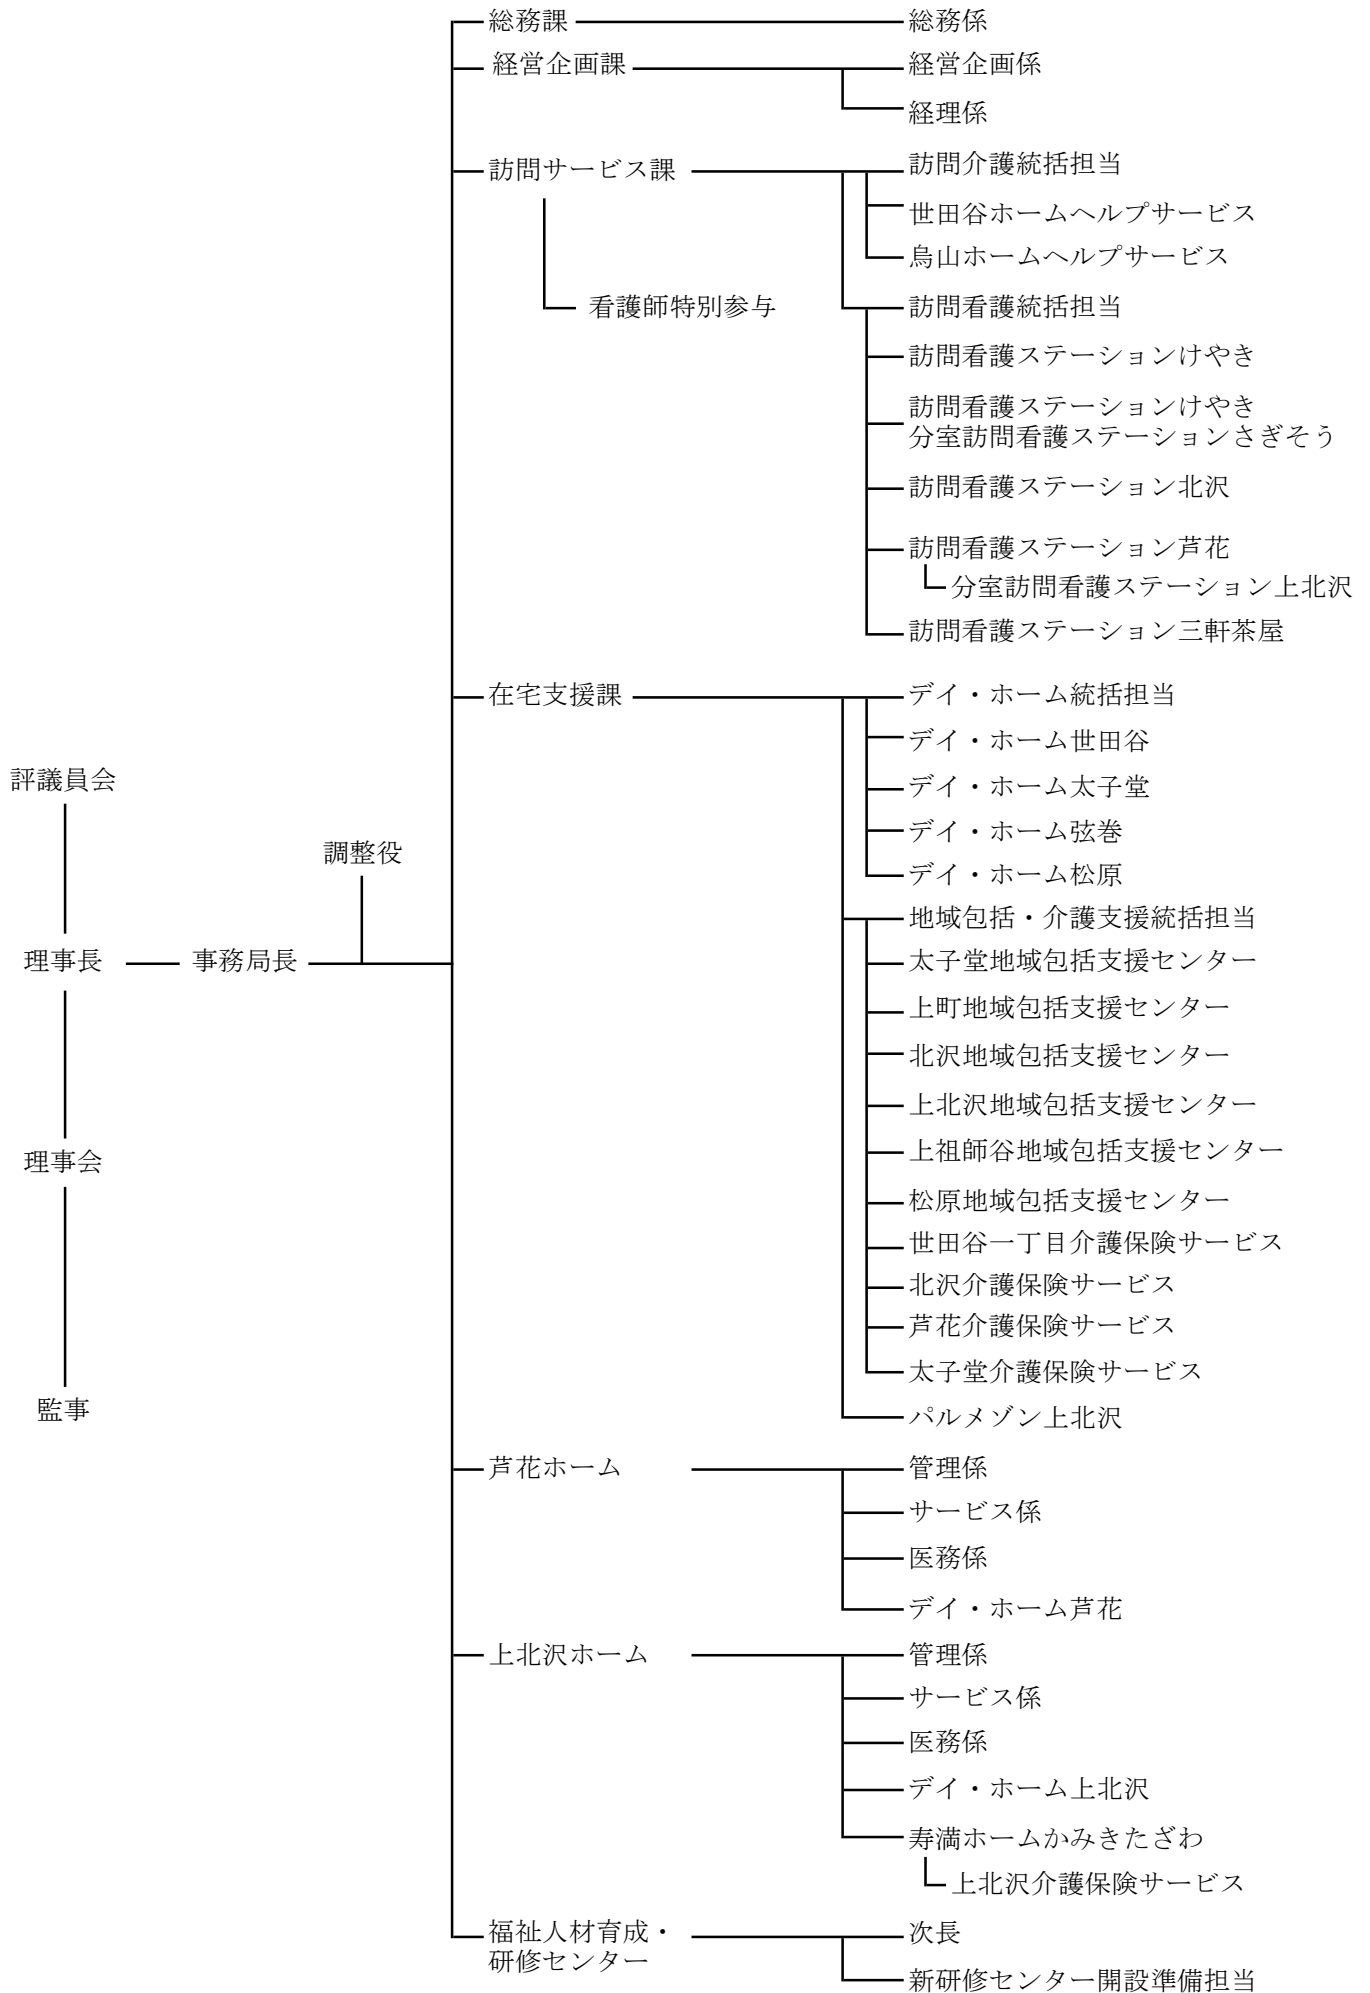 評議員会
理事長
理事会
監事
事務局長
調整役
総務課
総務係
経営企画課
経営企画係
経理係
訪問サービス課
看護師特別参与
訪問介護統括担当
世田谷ホームヘルプサービス
烏山ホームヘルプサービス
訪問看護統括担当
訪問看護ステーションけやき
訪問看護ステーションけやき
分室訪問看護ステーションさぎそう
訪問看護ステーション北沢
訪問看護ステーション芦花
分室訪問看護ステーション上北沢
訪問看護ステーション三軒茶屋
在宅支援課
デイ・ホーム統括担当
デイ・ホーム世田谷
デイ・ホーム太子堂
デイ・ホーム弦巻
デイ・ホーム松原
地域包括・介護支援統括担当
太子堂地域包括支援センター
上町地域包括支援センター
北沢地域包括支援センター
上北沢地域包括支援センター
上祖師谷地域包括支援センター
松原地域包括支援センター
世田谷一丁目介護保険サービス
北沢介護保険サービス
芦花介護保険サービス
太子堂介護保険サービス
パルメゾン上北沢
芦花ホーム
管理係
サービス係
医務係
デイ・ホーム芦花
上北沢ホーム
管理係
サービス係
医務係
デイ・ホーム上北沢
寿満ホームかみきたざわ
上北沢介護保険サービス
福祉人材育成・
研修センター
次長
新研修センター開設準備担当